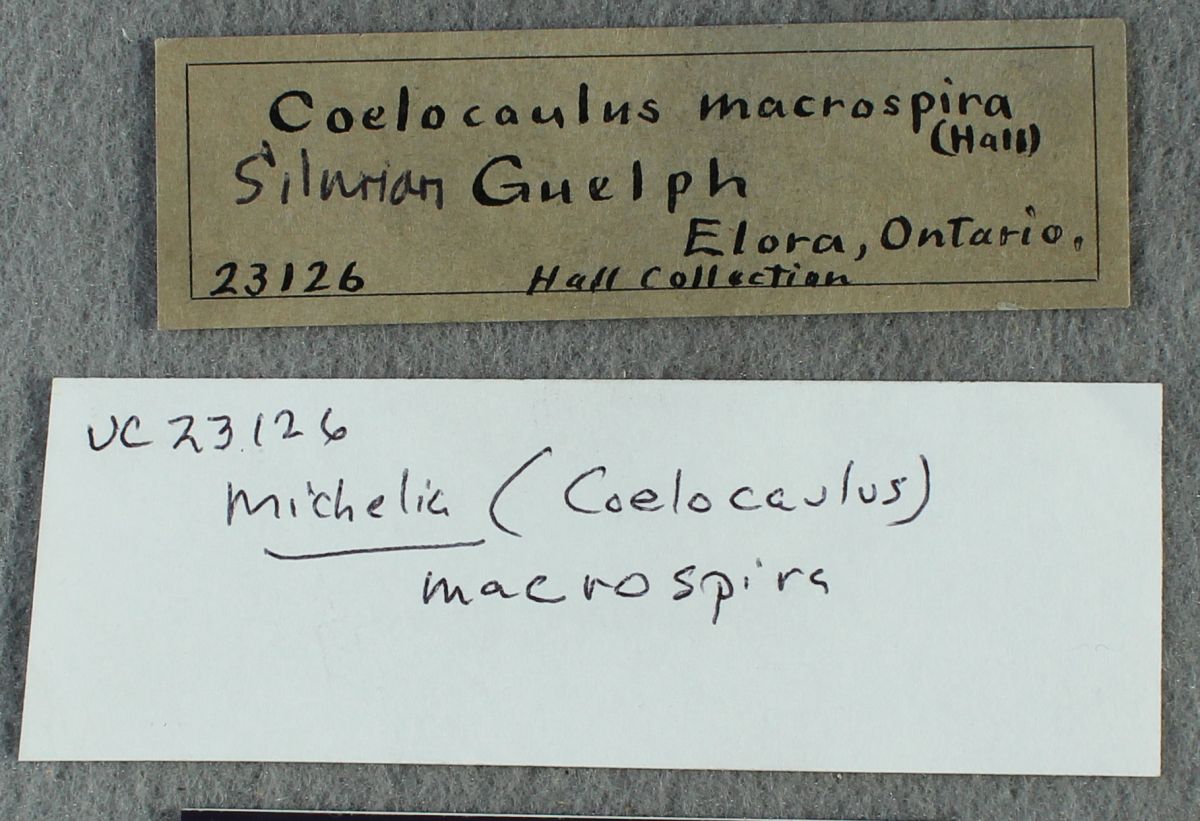 Coelocaulus macrospira
(Hall)
Silurian Guelph
Elora, Ontario.
23126 Hall Collection
UC 23126
Michelia (Coelocaulus)
macrospira